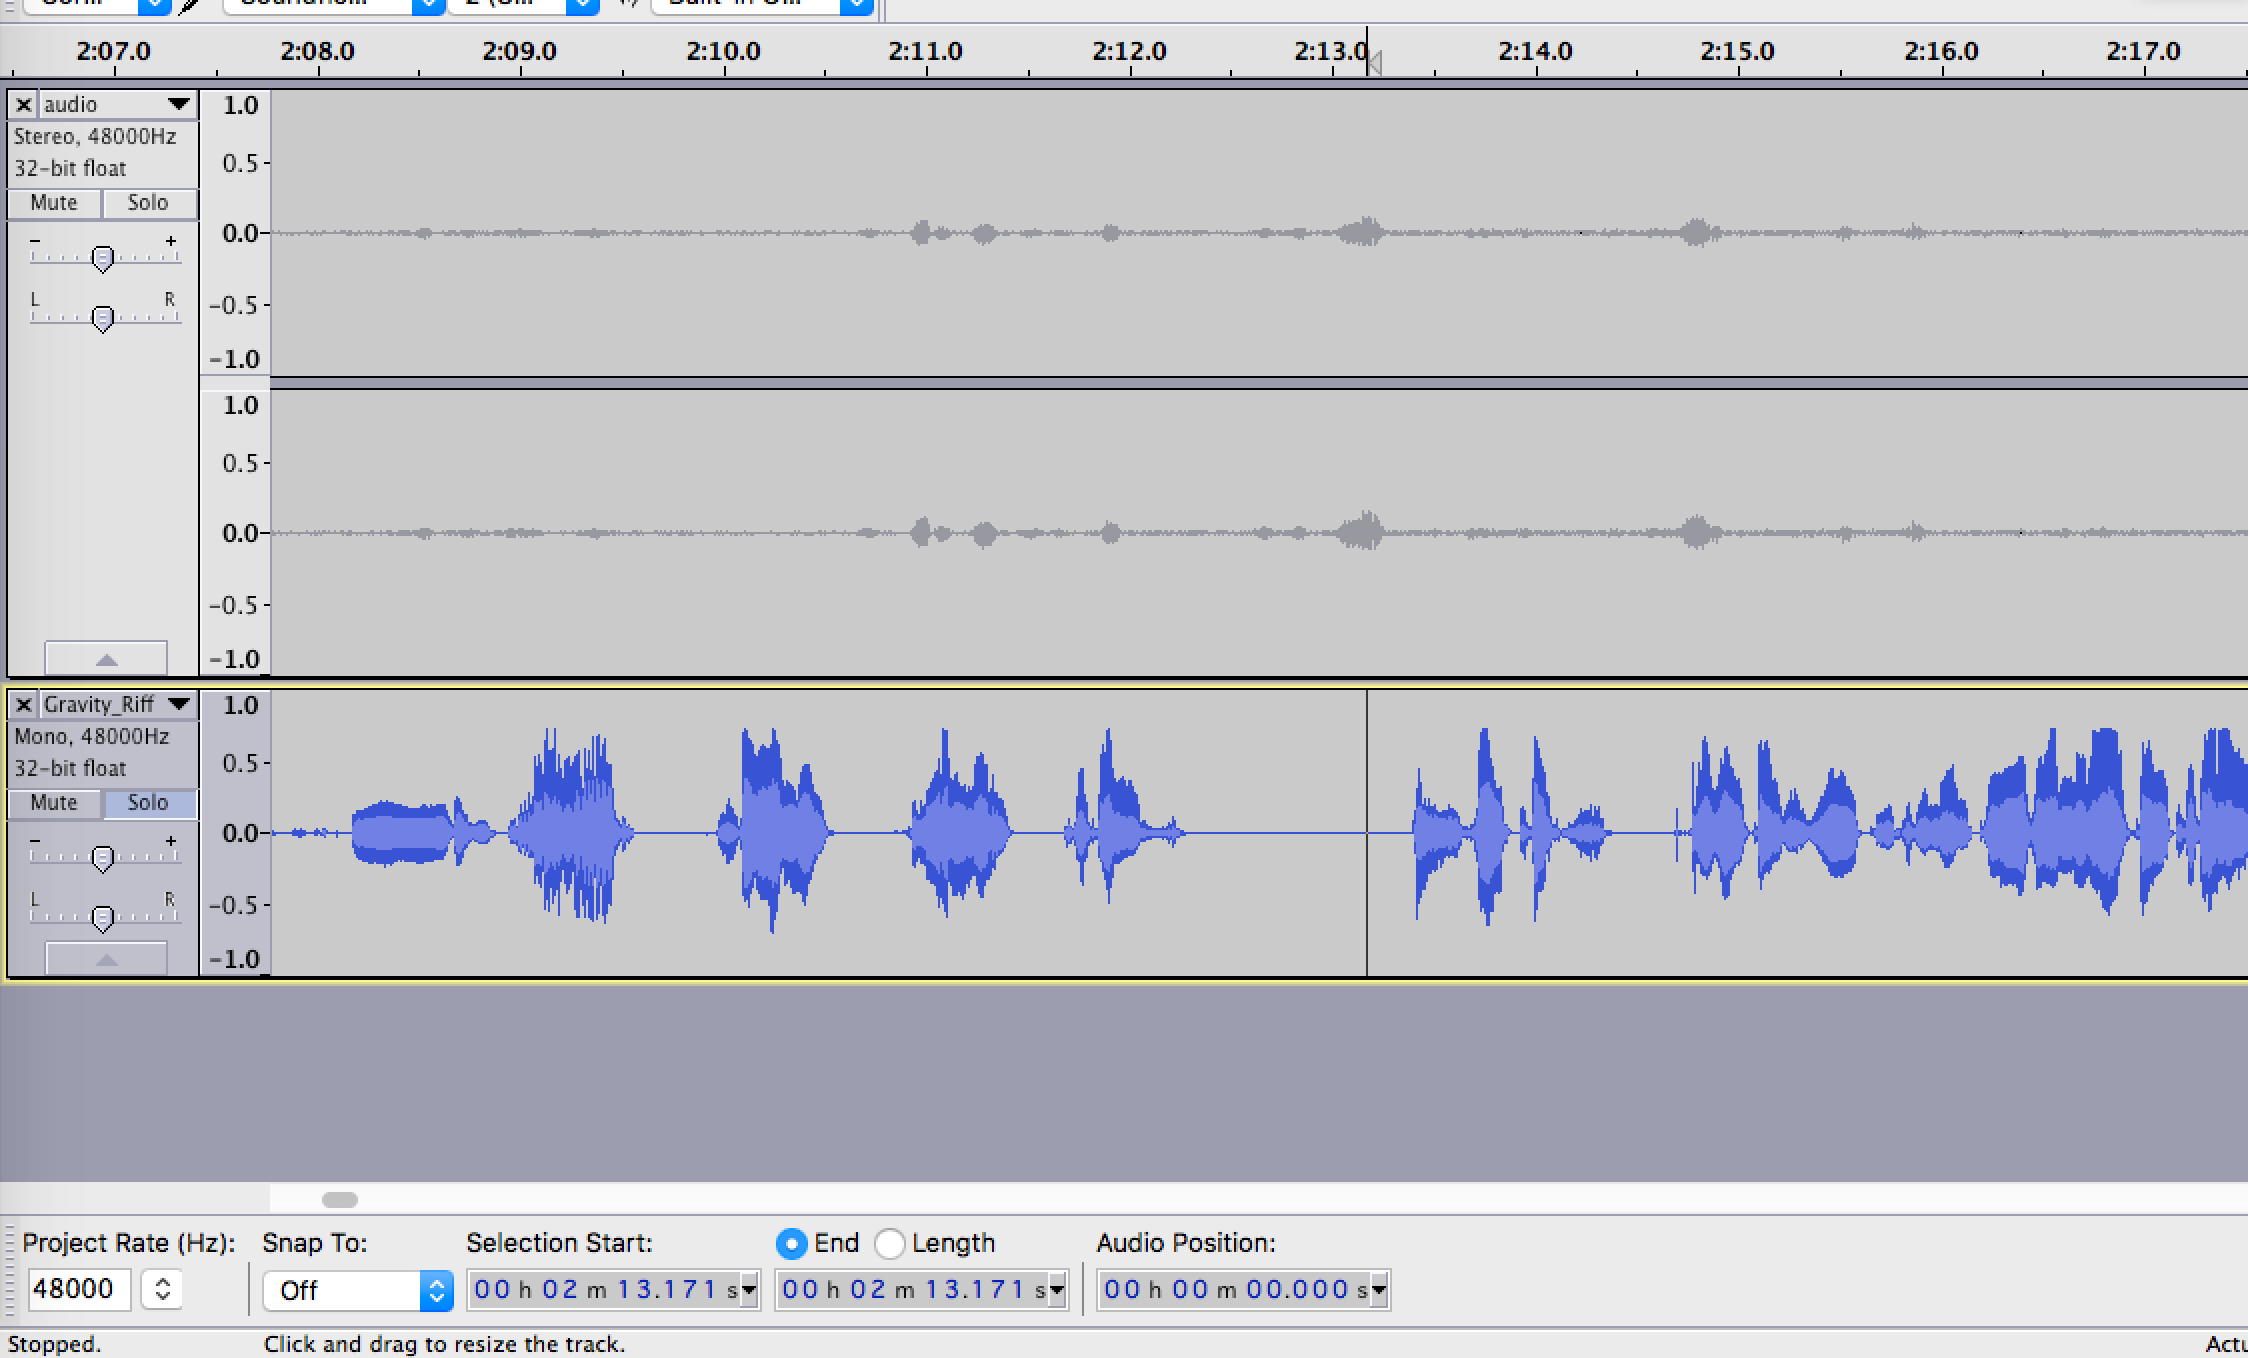 2:07.0 2:08.0 2:09.0 2:10.0 2:11.0 2:12.0 2:13.0 2:14.0 2:15.0 2:16.0 2:17.0
audio
Stereo, 48000Hz
32-bit float
Mute Solo
- +
L R
1.0
0.5
0.0
-0.5
-1.0
1.0
0.5
0.0
-0.5
-1.0
Gravity_Riff
Mono, 48000Hz
32-bit float
Mute Solo
- +
L R
1.0
0.5
0.0
-0.5
-1.0
Project Rate (Hz): Snap To: Selection Start: End Length Audio Position:
48000 Off 00 h 02 m 13.171 s 00 h 02 m 13.171 s 00 h 00 m 00.000 s
Stopped. Click and drag to resize the track.